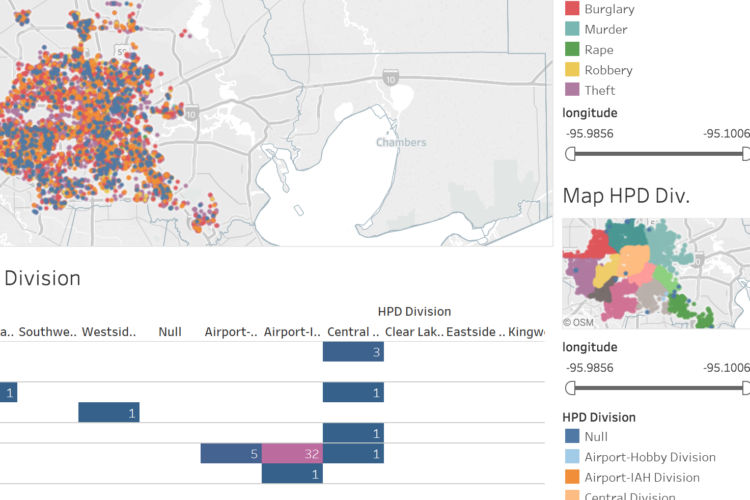 Burglary
Murder
Rape
Robbery
Theft
longitude
-95.9856 -95.1006
10
10
Chambers
Map HPD Div.
© OSM
longitude
-95.9856 -95.1006
HPD Division
Null
Airport-Hobby Division
Airport-IAH Division
Central Division
Division
HPD Division
a.. Southwe.. Westsid.. Null Airport-.. Airport-I.. Central .. Clear Lak.. Eastside .. Kingw
3
1 1
1
1
5 32 1
1